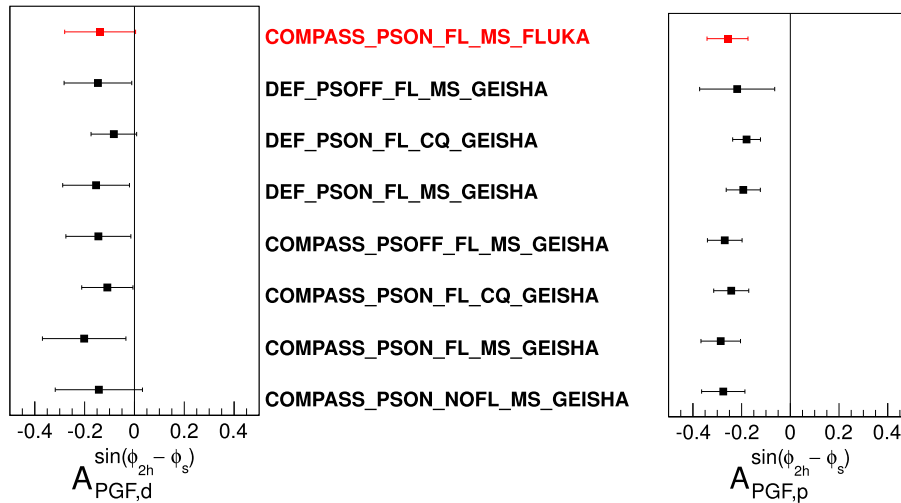 COMPASS_PSON_FL_MS_FLUKA
DEF_PSOFF_FL_MS_GEISHA
DEF_PSON_FL_CQ_GEISHA
DEF_PSON_FL_MS_GEISHA
COMPASS_PSOFF_FL_MS_GEISHA
COMPASS_PSON_FL_CQ_GEISHA
COMPASS_PSON_FL_MS_GEISHA
COMPASS_PSON_NOFL_MS_GEISHA
-0.4 -0.2 0 0.2 0.4
-0.4 -0.2 0 0.2 0.4
A sin(ϕ2h − ϕs) PGF,d
A sin(ϕ2h − ϕs) PGF,p